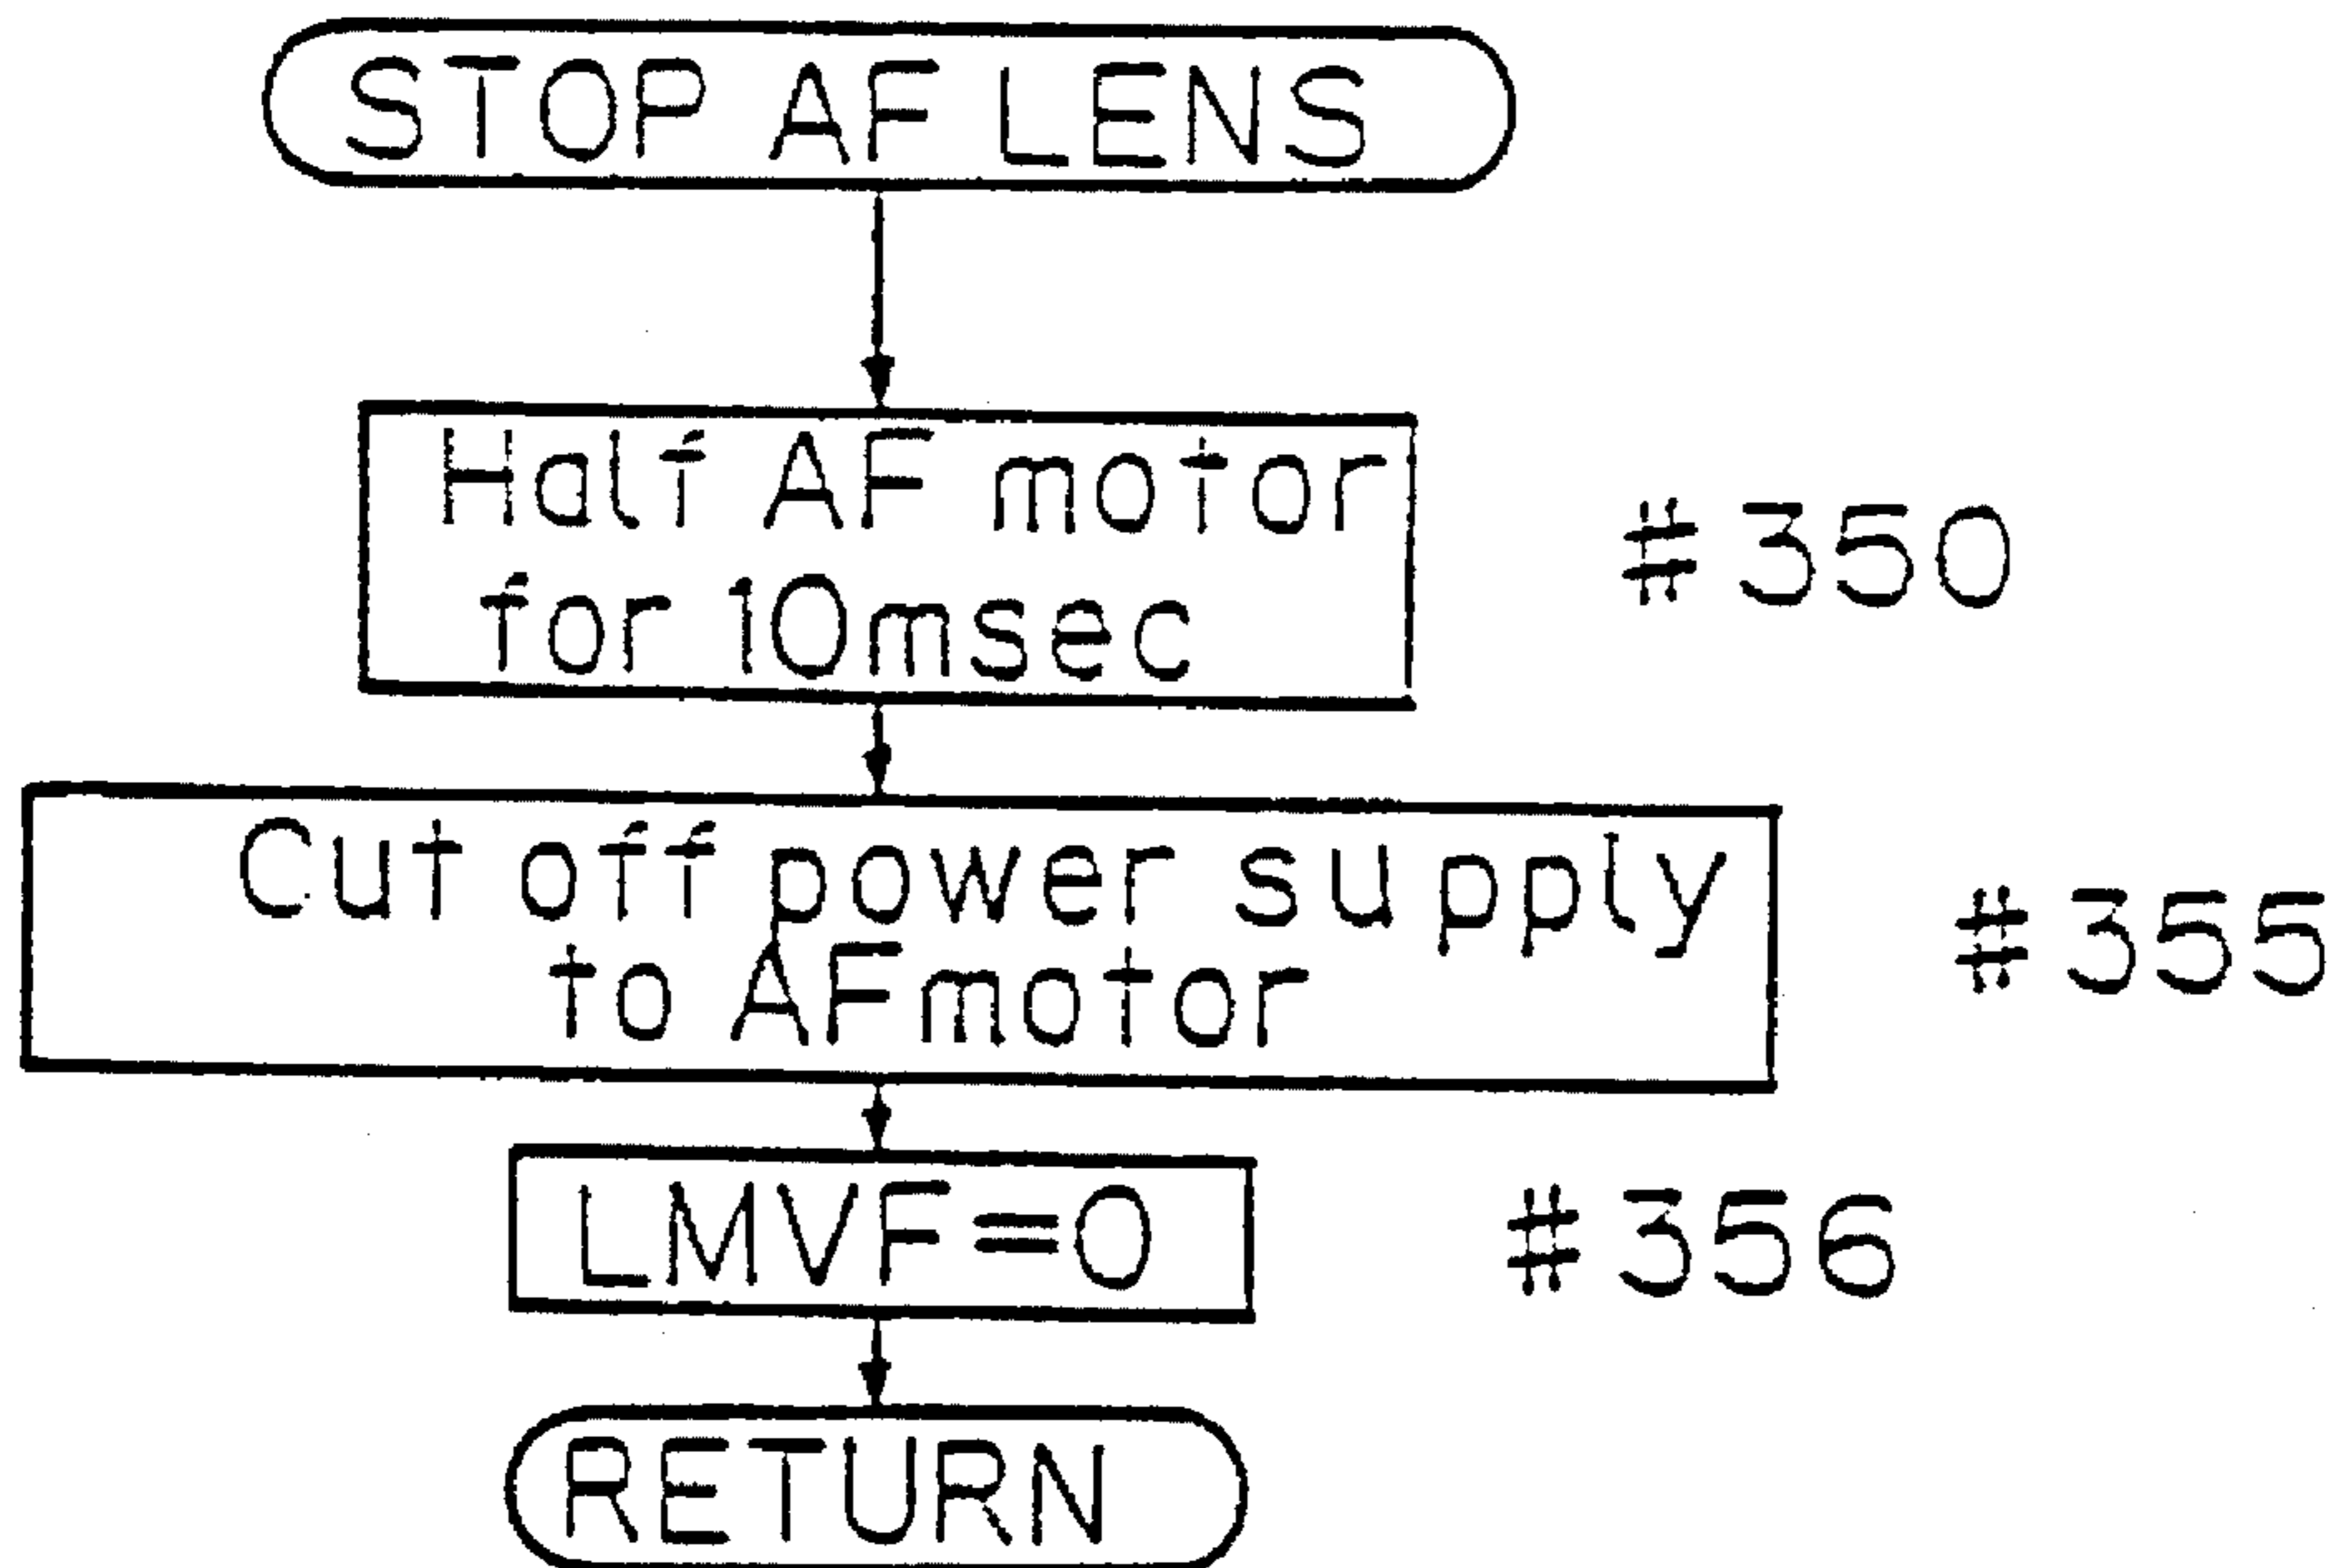 STOP AF LENS
Half AF motor
for 10msec
#350
Cut off power supply
to AFmotor
#355
LMVF=0
#356
RETURN